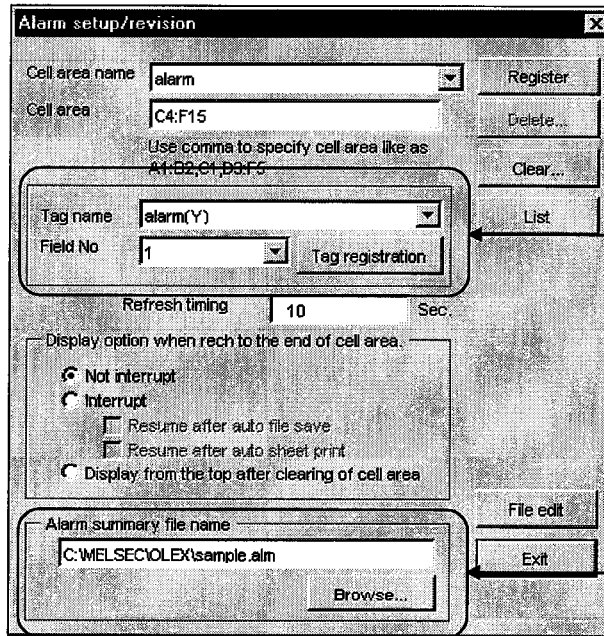 Alarm setup/revision
Cell area name alarm Register
Cell area C4:F15 Delete...
Use comma to specify cell area like as
A1:B2,C1,D3:F5 Clear...
Tag name alarm(Y) List
Field No 1 Tag registration
Refresh timing 10 Sec.
Display option when rech to the end of cell area.
Not interrupt
Interrupt
Resume after auto file save
Resume after auto sheet print
Display from the top after clearing of cell area
File edit
Alarm summary file name
C:\MELSEC\OLEX\sample.alm Exit
Browse...